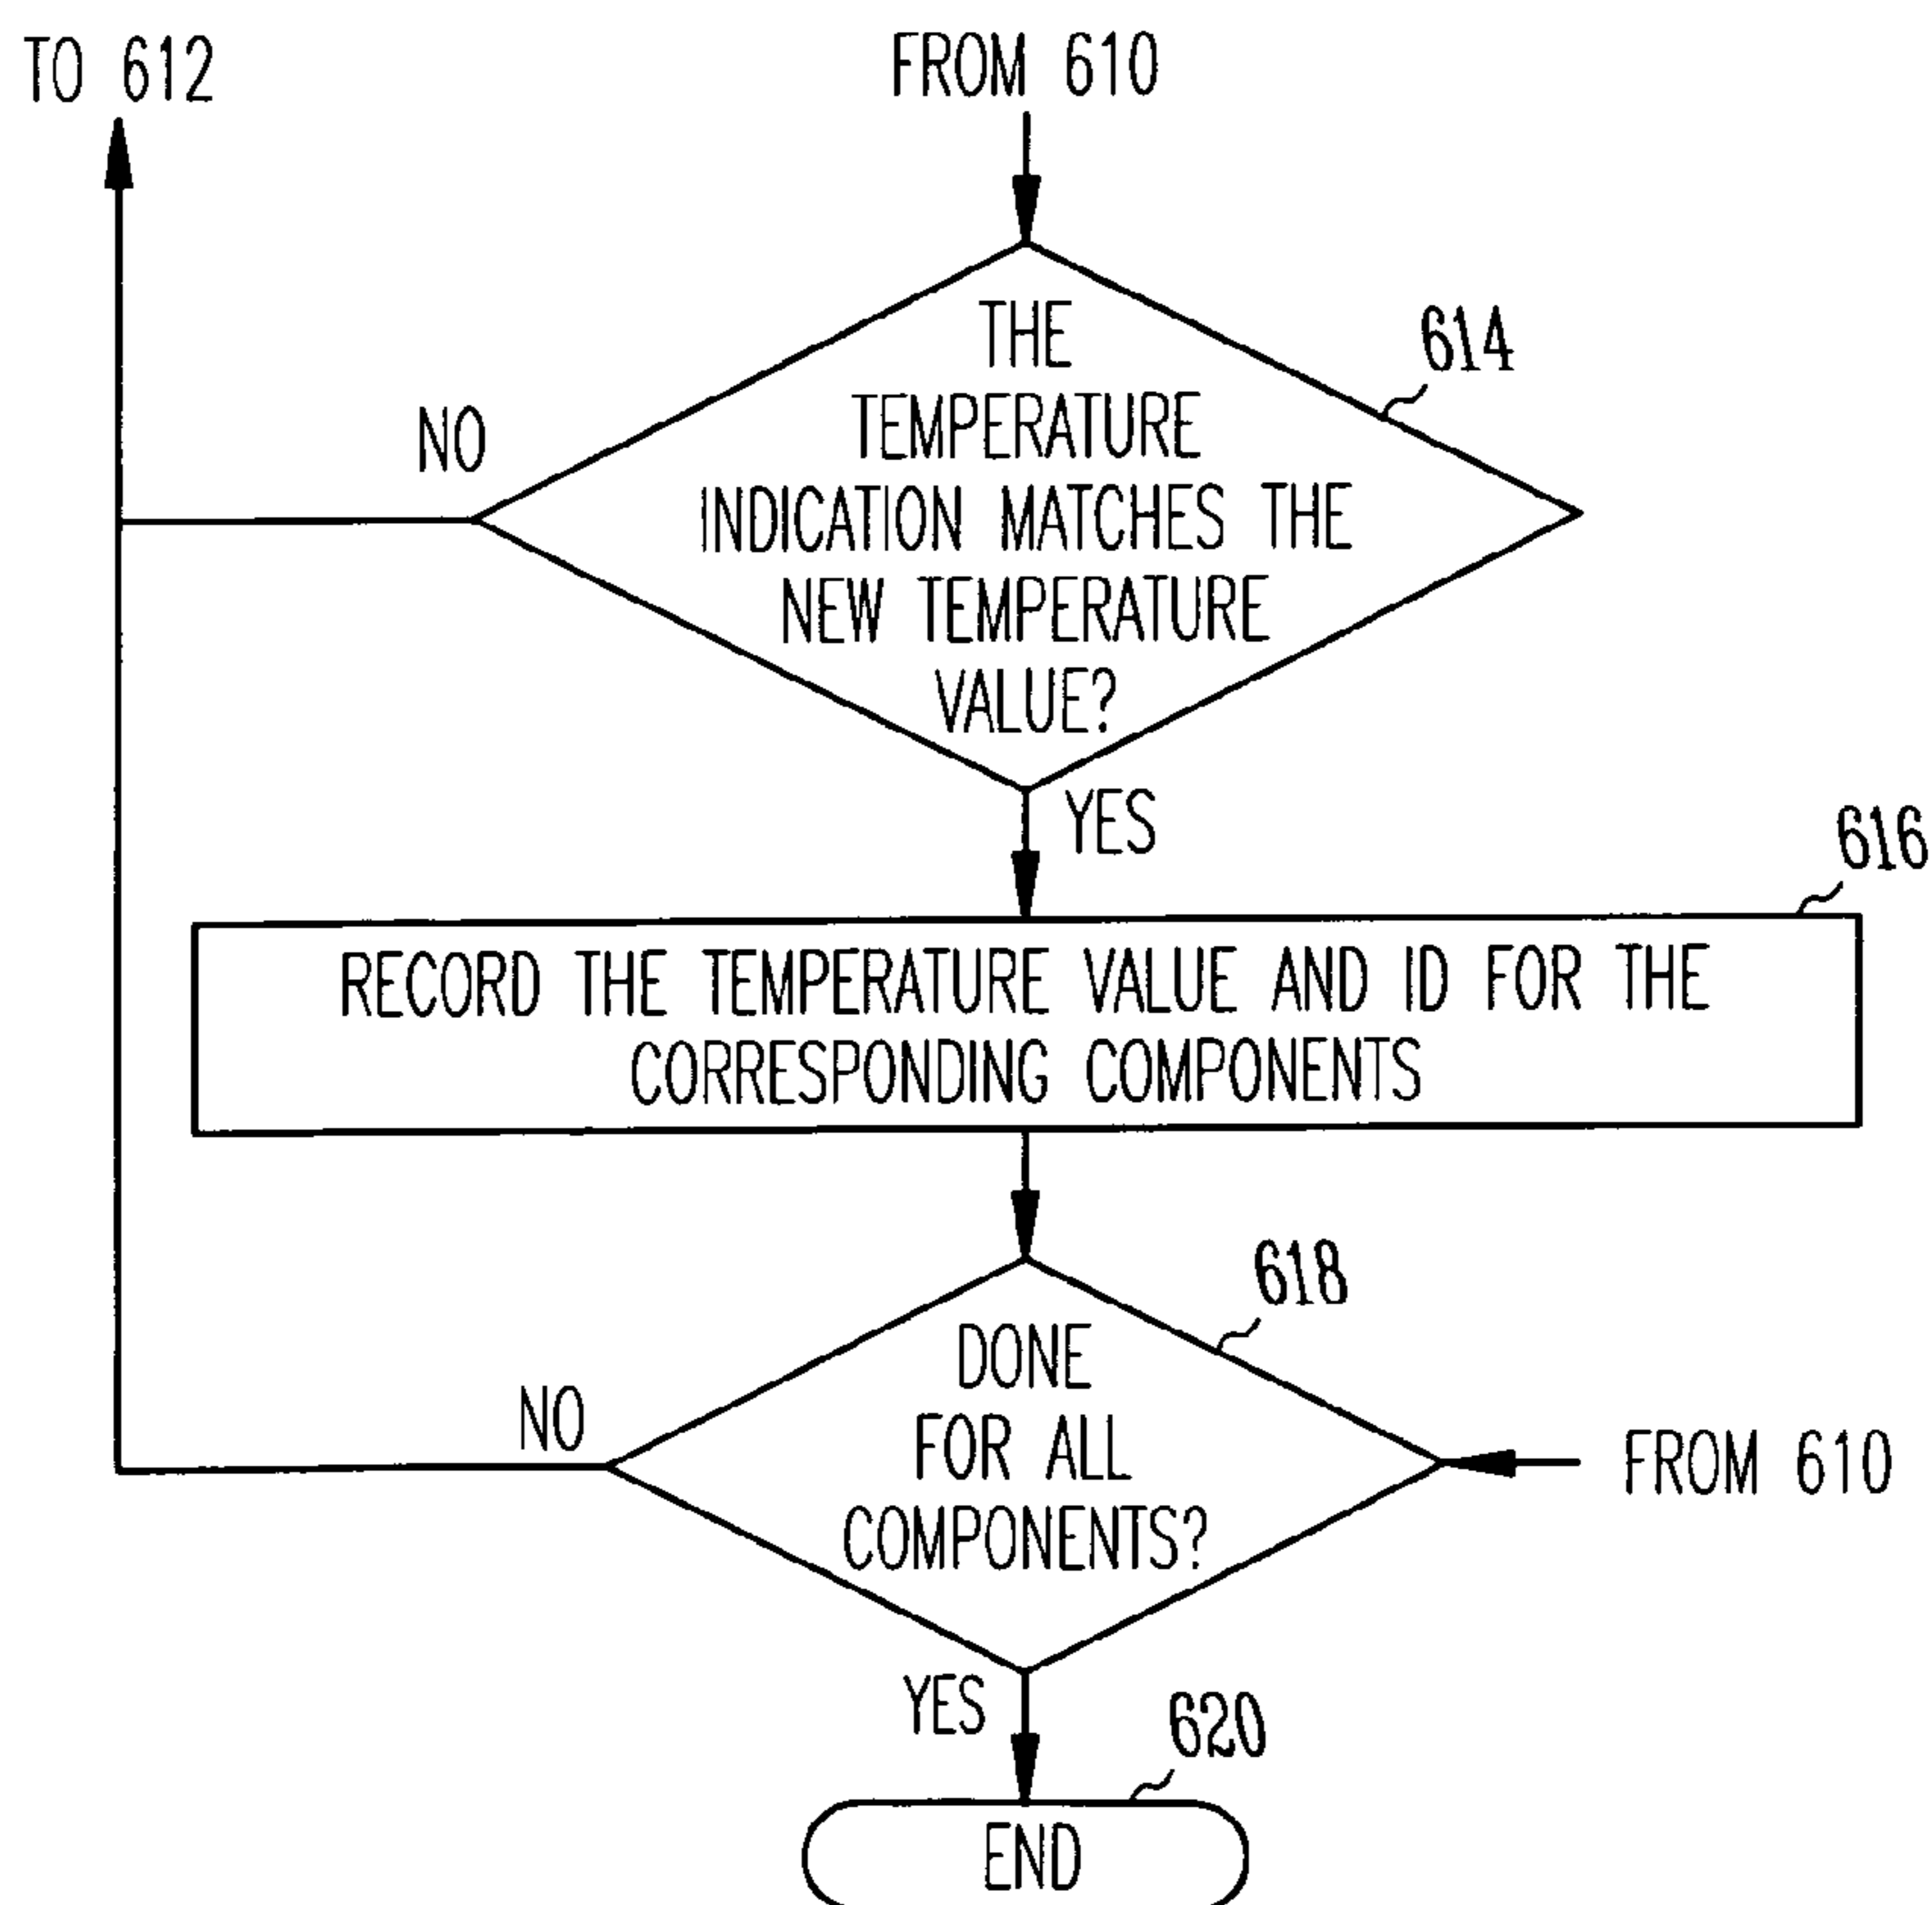 TO 612
FROM 610
THE
TEMPERATURE
INDICATION MATCHES THE
NEW TEMPERATURE
VALUE?
614
NO
YES
616
RECORD THE TEMPERATURE VALUE AND ID FOR THE
CORRESPONDING COMPONENTS
618
DONE
FOR ALL
COMPONENTS?
NO
FROM 610
YES
620
END